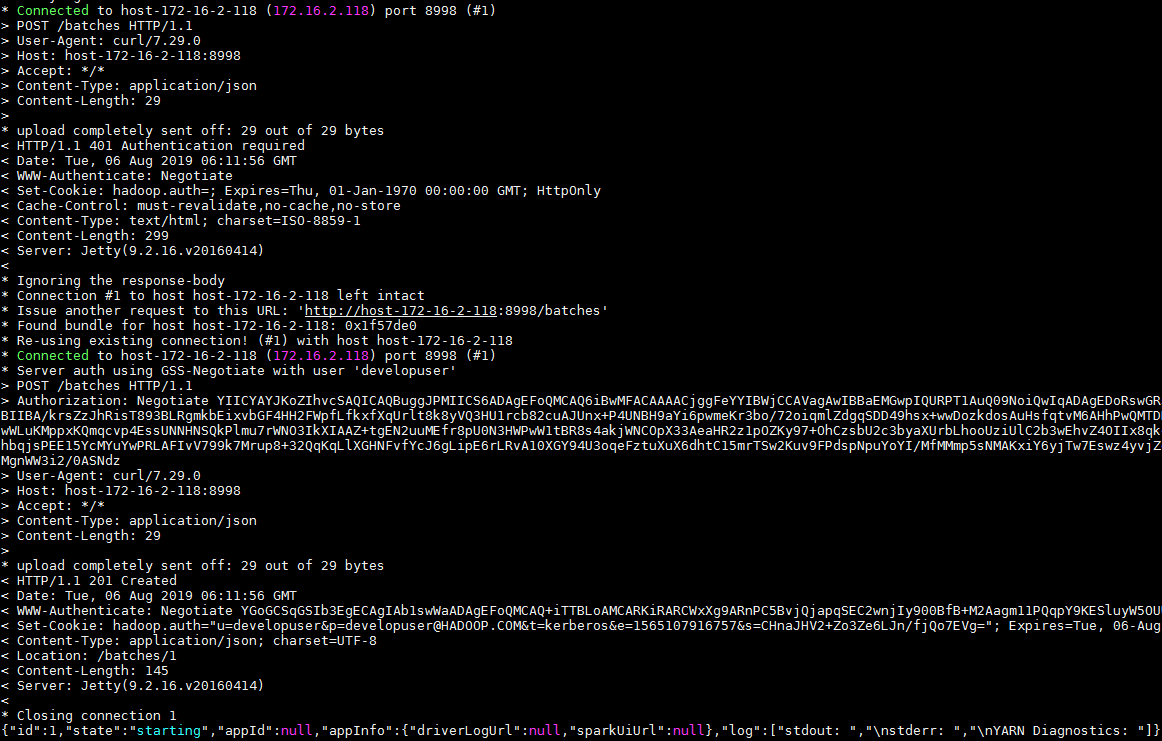 * Connected to host-172-16-2-118 (172.16.2.118) port 8998 (#1)
> POST /batches HTTP/1.1
> User-Agent: curl/7.29.0
> Host: host-172-16-2-118:8998
> Accept: */*
> Content-Type: application/json
> Content-Length: 29
>
* upload completely sent off: 29 out of 29 bytes
< HTTP/1.1 401 Authentication required
< Date: Tue, 06 Aug 2019 06:11:56 GMT
< WWW-Authenticate: Negotiate
< Set-Cookie: hadoop.auth=; Expires=Thu, 01-Jan-1970 00:00:00 GMT; HttpOnly
< Cache-Control: must-revalidate,no-cache,no-store
< Content-Type: text/html; charset=ISO-8859-1
< Content-Length: 299
< Server: Jetty(9.2.16.v20160414)
<
* Ignoring the response-body
* Connection #1 to host host-172-16-2-118 left intact
* Issue another request to this URL: 'http://host-172-16-2-118:8998/batches'
* Found bundle for host host-172-16-2-118: 0x1f57de0
* Re-using existing connection! (#1) with host host-172-16-2-118
* Connected to host-172-16-2-118 (172.16.2.118) port 8998 (#1)
* Server auth using GSS-Negotiate with user 'developuser'
> POST /batches HTTP/1.1
> Authorization: Negotiate YIICYAYJKoZIhvcSAQICAQBuggJPMIICS6ADAgEFoQMCAQ6iBwMFACAAAACjggFeYYIBWjCCAVagAwIBBaEMGwpIQURPT1AuQ09NoiQwIqADAgEDoRswGR
BIIBA/krsZzJhRisT893BLRgmkbEixvbGF4HH2FWpfLfkxfXqUrlt8k8yVQ3HU1rcb82cuAJUnx+P4UNBH9aYi6pwmeKr3bo/72oiqmlZdgqSDD49hsx+wwDozkdosAuHsfqtvM6AHhPwQMTD
wWLuKMppxKQmqcvp4EssUNNHNSQkPlmu7rWNO3IkXIAAZ+tgEN2uuMEfr8pU0N3HWPwW1tBR8s4akjWNCOpX33AeaHR2z1pOZKy97+OhCzsbU2c3byaXUrbLhooUziUlC2b3wEhvZ4OIIx8qk
hbqjsPEE15YcMYuYwPRLAFIvV799k7Mrup8+32QqKqLlXGHNFvfYcJ6gLipE6rLRvA10XGY94U3oqeFztuXuX6dhtC15mrTSw2Kuv9FPdspNpuYoYI/MfMMmp5sNMAKxiY6yjTw7Eswz4yvjZ
MgnWW3i2/0ASNdz
> User-Agent: curl/7.29.0
> Host: host-172-16-2-118:8998
> Accept: */*
> Content-Type: application/json
> Content-Length: 29
>
* upload completely sent off: 29 out of 29 bytes
< HTTP/1.1 201 Created
< Date: Tue, 06 Aug 2019 06:11:56 GMT
< WWW-Authenticate: Negotiate YGoGCSqGSIb3EgECAgIAb1swWaADAgEFoQMCAQ+iTTBLoAMCARKiRARCWxXg9ARnPC5BvjQjapqSEC2wnjIy900BfB+M2Aagm11PQqpY9KESluyW5OU
< Set-Cookie: hadoop.auth="u=developuser&p=developuser@HADOOP.COM&t=kerberos&e=1565107916757&s=CHnaJHV2+Zo3Ze6LJn/fjQo7EVg="; Expires=Tue, 06-Aug
< Content-Type: application/json; charset=UTF-8
< Location: /batches/1
< Content-Length: 145
< Server: Jetty(9.2.16.v20160414)
<
* Closing connection 1
{"id":1,"state":"starting","appId":null,"appInfo":{"driverLogUrl":null,"sparkUiUrl":null},"log":["stdout: ","\nstderr: ","\nYARN Diagnostics: "]}